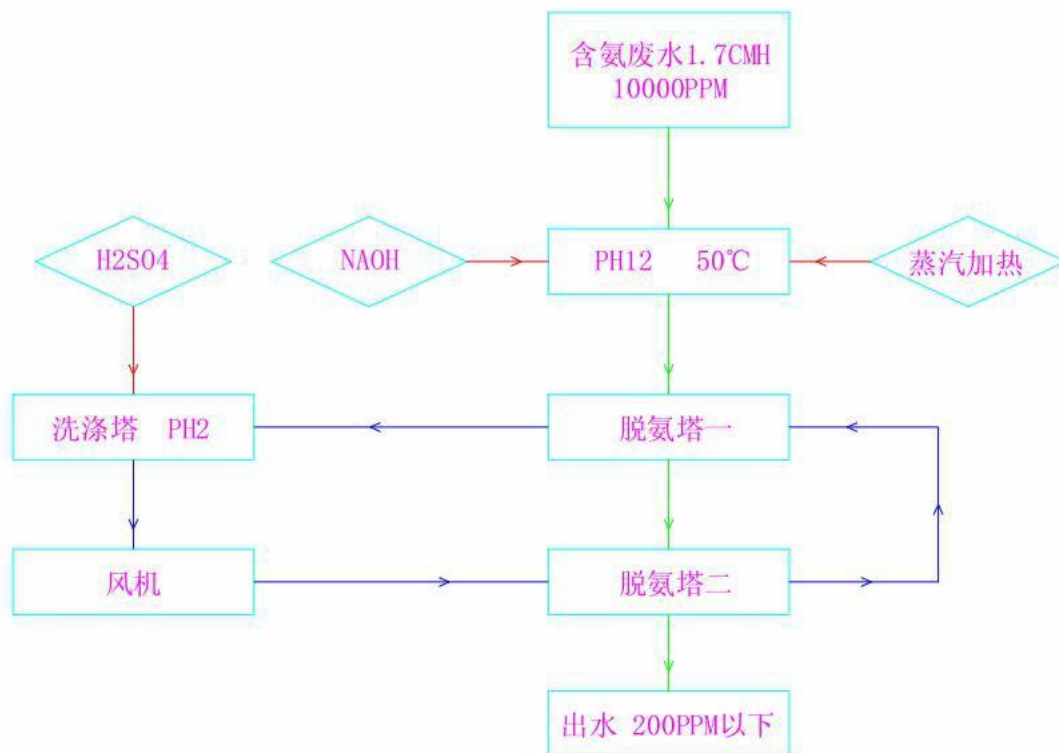 含氨废水1.7CMH
10000PPM
H2SO4
NAOH
PH12 50℃
蒸汽加热
洗涤塔 PH2
脱氨塔一
风机
脱氨塔二
出水 200PPM以下